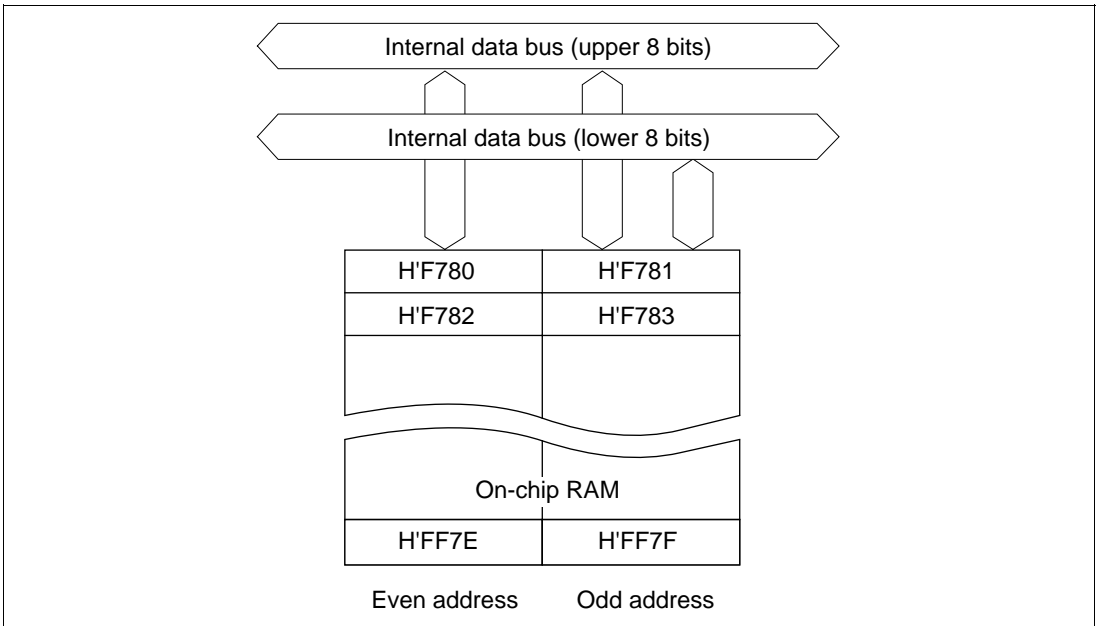 Internal data bus (upper 8 bits)
Internal data bus (lower 8 bits)
H'F780 H'F781
H'F782 H'F783
On-chip RAM
H'FF7E H'FF7F
Even address Odd address